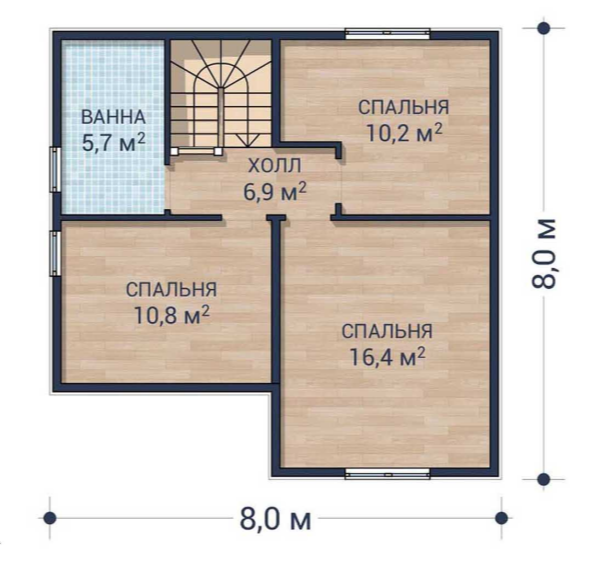 ВАННА
5,7 м²
СПАЛЬНЯ
10,2 м²
ХОЛЛ
6,9 м²
СПАЛЬНЯ
10,8 м²
СПАЛЬНЯ
16,4 м²
8,0 м
8,0 м